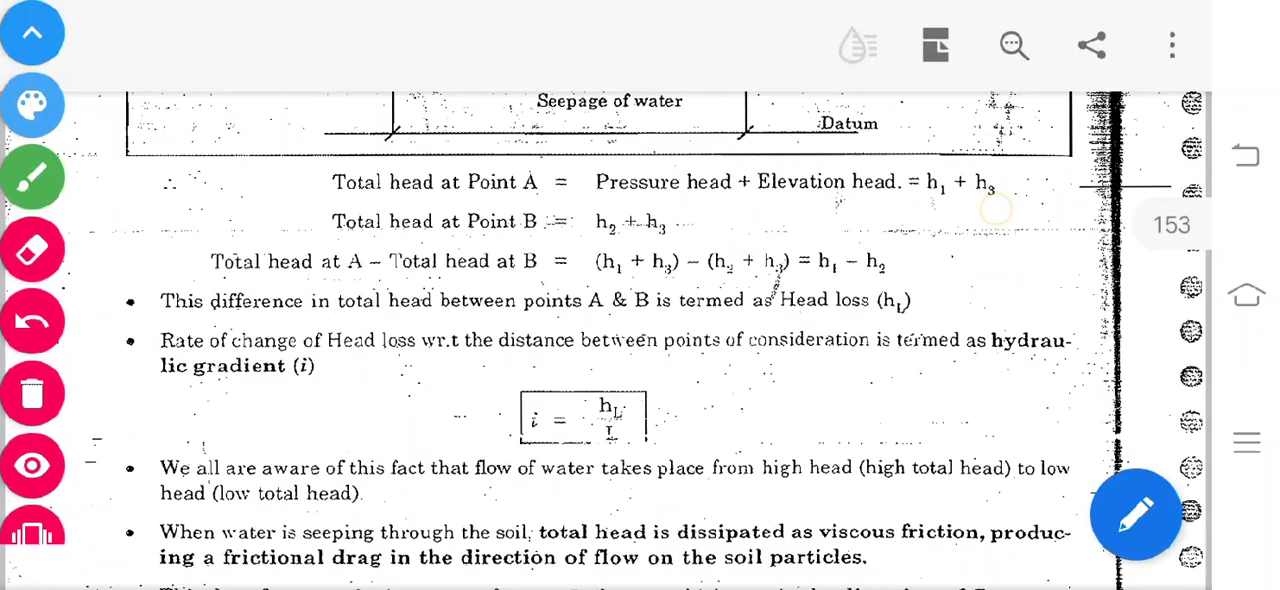 Seepage of water
Datum
∴ Total head at Point A = Pressure head + Elevation head. = h₁ + h₃
153
Total head at Point B = h₂ + h₃
Total head at A – Total head at B = (h₁ + h₃) – (h₂ + h₃) = h₁ – h₂
• This difference in total head between points A & B is termed as Head loss (h_L)
• Rate of change of Head loss wr.t the distance between points of consideration is termed as hydrau-
lic gradient (i)
i = h_L / L
• We all are aware of this fact that flow of water takes place from high head (high total head) to low
head (low total head).
• When water is seeping through the soil, total head is dissipated as viscous friction, produc-
ing a frictional drag in the direction of flow on the soil particles.